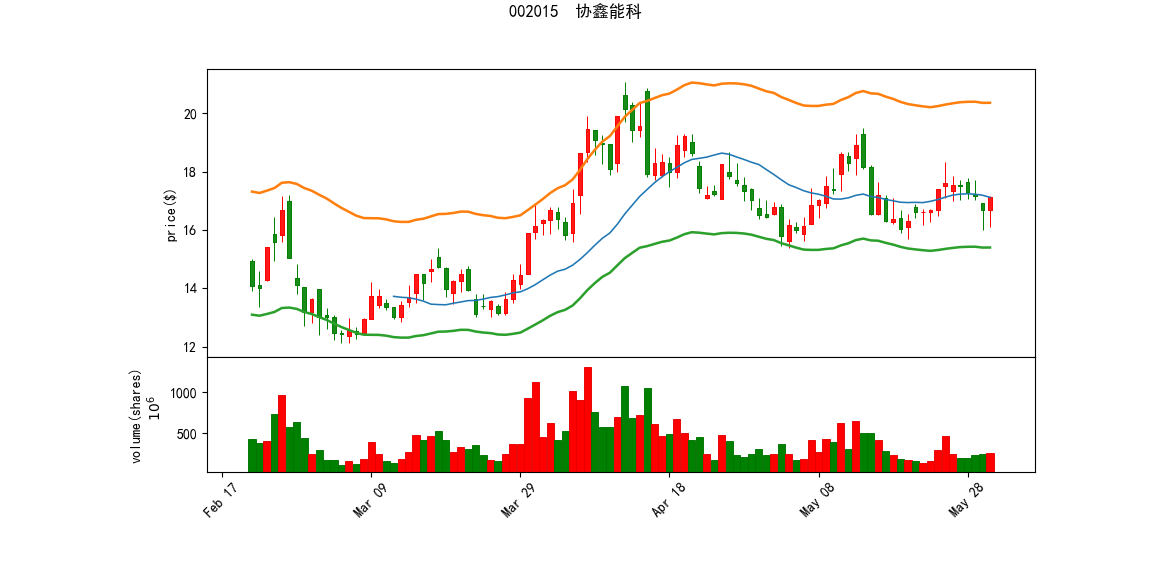 002015  协鑫能科
price($)
20
18
16
14
12
volume(shares)
10^6
1000
500
Feb 17
Mar 09
Mar 29
Apr 18
May 08
May 28